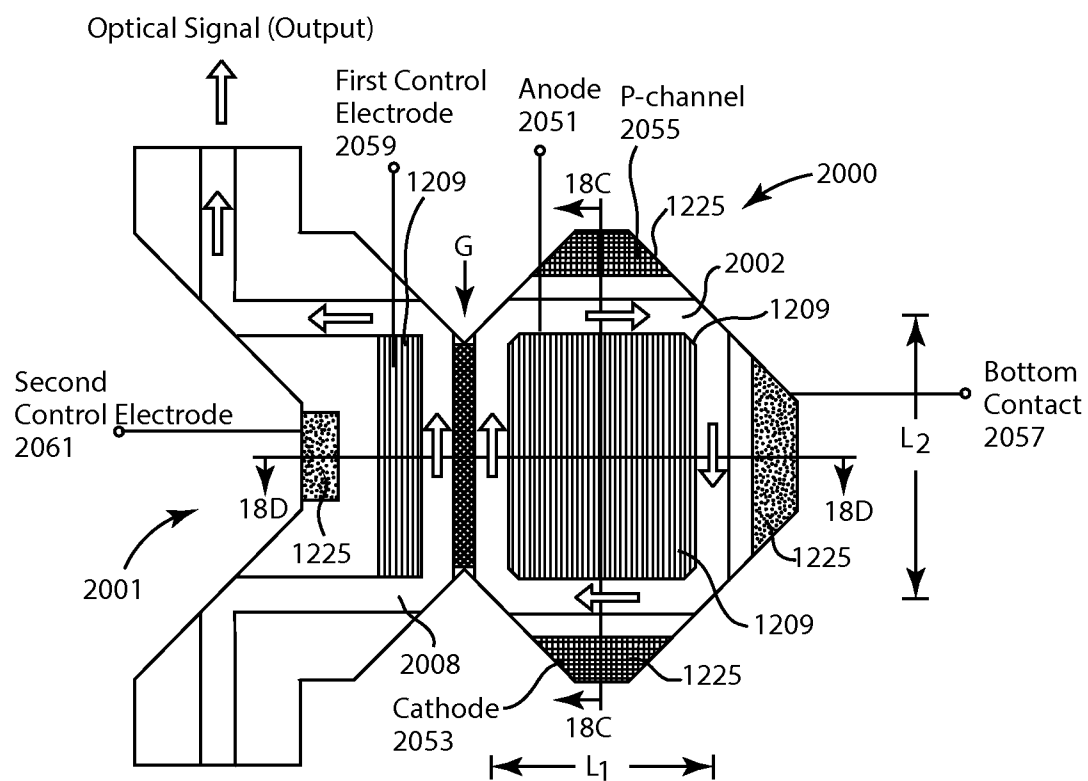 Optical Signal (Output)
First Control
Electrode
2059
Anode
2051
P-channel
2055
2000
1209
18C
1225
G
2002
1209
Second
Control Electrode
2061
Bottom
Contact
2057
L2
18D
18D
1225
1225
2001
1209
2008
1225
Cathode
2053
18C
L1